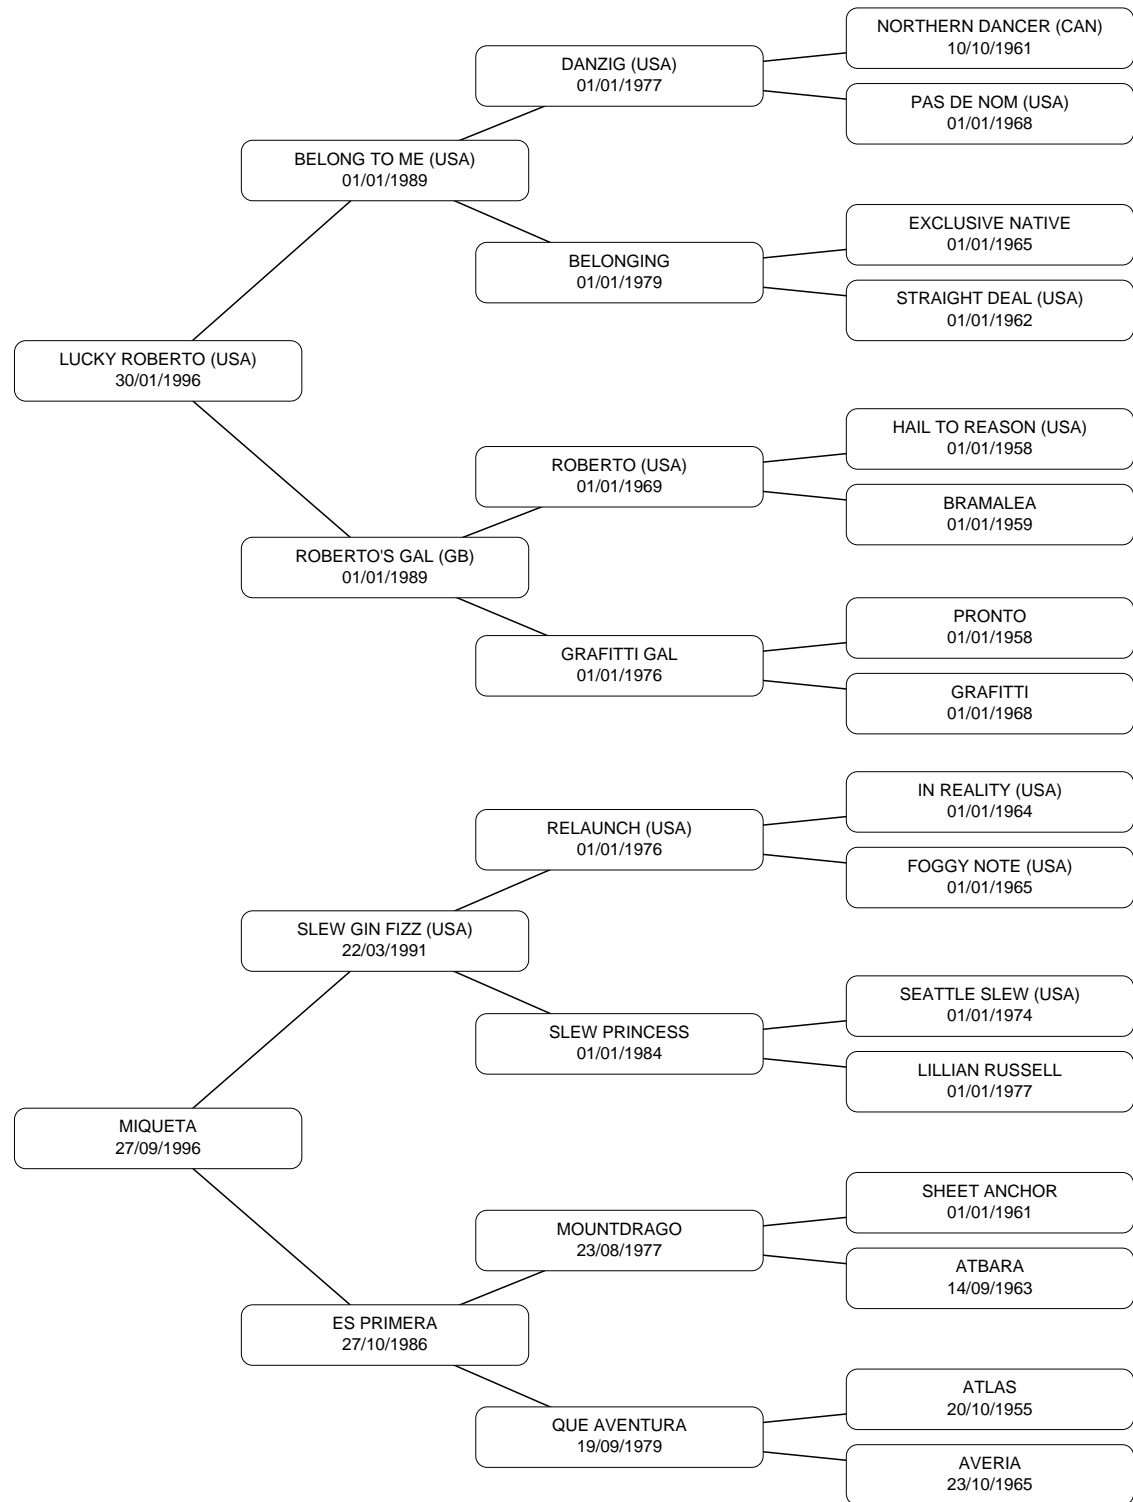 NORTHERN DANCER (CAN)
10/10/1961
DANZIG (USA)
01/01/1977
PAS DE NOM (USA)
01/01/1968
BELONG TO ME (USA)
01/01/1989
EXCLUSIVE NATIVE
01/01/1965
BELONGING
01/01/1979
STRAIGHT DEAL (USA)
01/01/1962
LUCKY ROBERTO (USA)
30/01/1996
HAIL TO REASON (USA)
01/01/1958
ROBERTO (USA)
01/01/1969
BRAMALEA
01/01/1959
ROBERTO'S GAL (GB)
01/01/1989
PRONTO
01/01/1958
GRAFITTI GAL
01/01/1976
GRAFITTI
01/01/1968
IN REALITY (USA)
01/01/1964
RELAUNCH (USA)
01/01/1976
FOGGY NOTE (USA)
01/01/1965
SLEW GIN FIZZ (USA)
22/03/1991
SEATTLE SLEW (USA)
01/01/1974
SLEW PRINCESS
01/01/1984
LILLIAN RUSSELL
01/01/1977
MIQUETA
27/09/1996
SHEET ANCHOR
01/01/1961
MOUNTDRAGO
23/08/1977
ATBARA
14/09/1963
ES PRIMERA
27/10/1986
ATLAS
20/10/1955
QUE AVENTURA
19/09/1979
AVERIA
23/10/1965